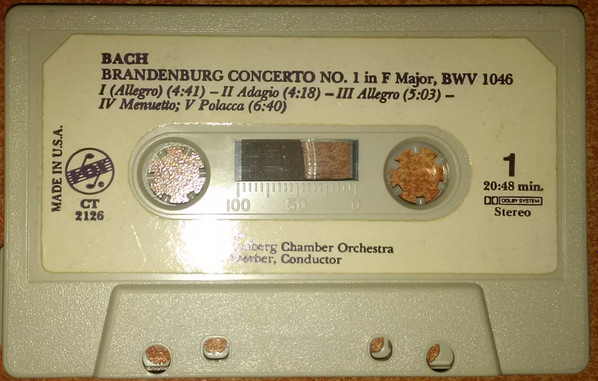 BACH
BRANDENBURG CONCERTO NO. 1 in F Major, BWV 1046
I (Allegro) (4:41) – II Adagio (4:18) – III Allegro (5:03) –
IV Menuetto; V Polacca (6:40)
MADE IN U.S.A.
CT
2126
100 50 0
1
20:48 min.
DOLBY SYSTEM
Stereo
Chamber Orchestra
Conductor